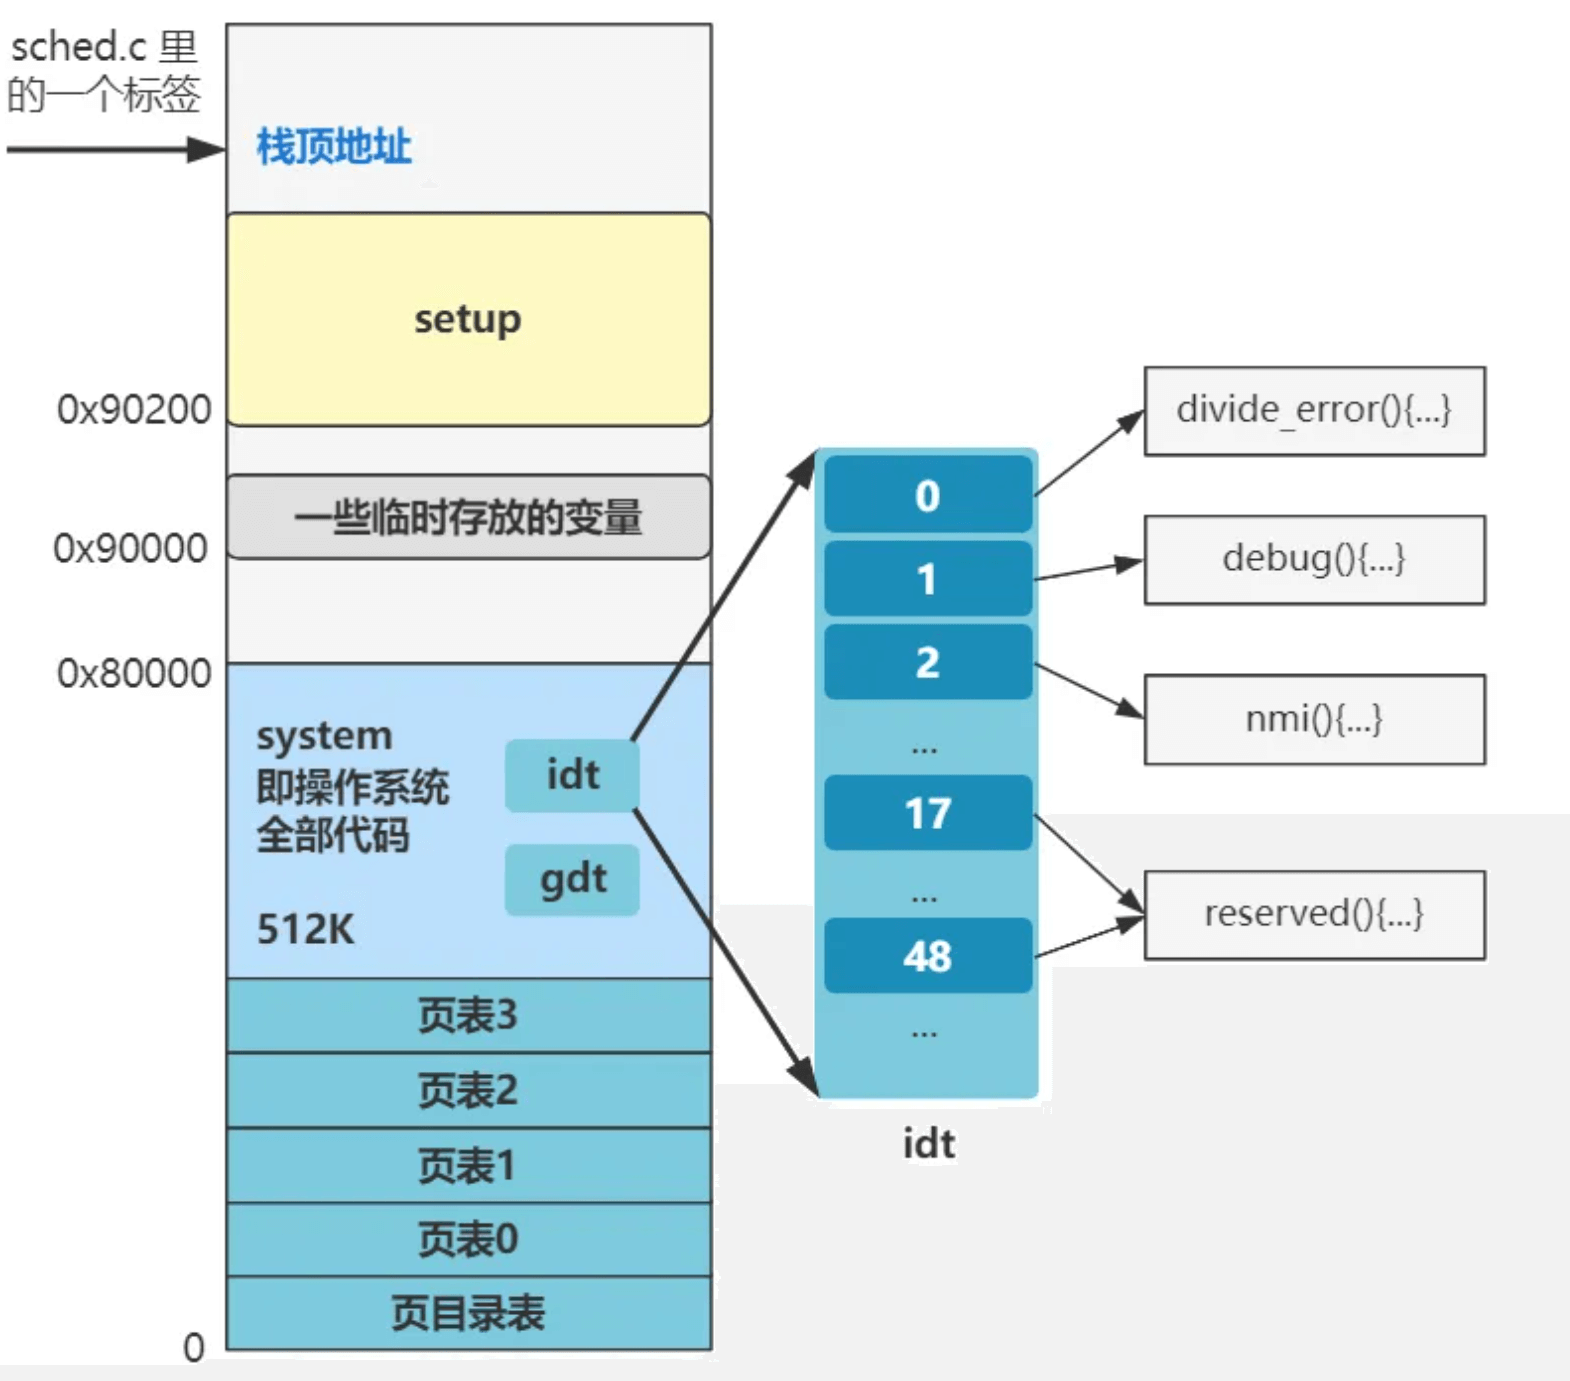 sched.c 里
的一个标签
栈顶地址
setup
0x90200
一些临时存放的变量
0x90000
0x80000
system
即操作系统
全部代码
512K
idt
gdt
页表3
页表2
页表1
页表0
页目录表
0
0
1
2
...
17
...
48
...
idt
divide_error(){...}
debug(){...}
nmi(){...}
reserved(){...}